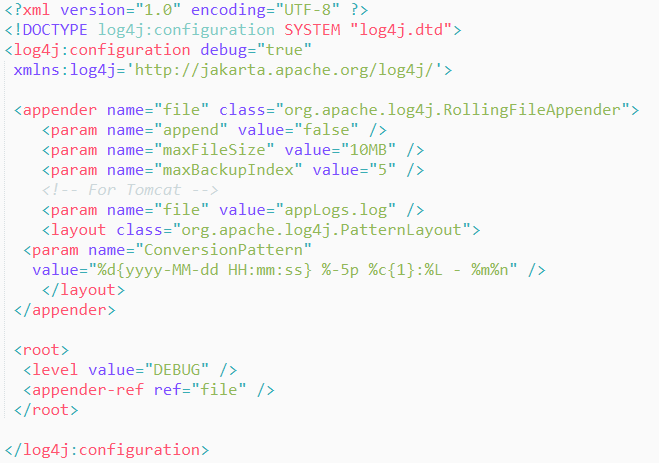 <?xml version="1.0" encoding="UTF-8" ?>
<!DOCTYPE log4j:configuration SYSTEM "log4j.dtd">
<log4j:configuration debug="true"
xmlns:log4j='http://jakarta.apache.org/log4j/'>
<appender name="file" class="org.apache.log4j.RollingFileAppender">
<param name="append" value="false" />
<param name="maxFileSize" value="10MB" />
<param name="maxBackupIndex" value="5" />
<!-- For Tomcat -->
<param name="file" value="appLogs.log" />
<layout class="org.apache.log4j.PatternLayout">
<param name="ConversionPattern"
value="%d{yyyy-MM-dd HH:mm:ss} %-5p %c{1}:%L - %m%n" />
</layout>
</appender>
<root>
<level value="DEBUG" />
<appender-ref ref="file" />
</root>
</log4j:configuration>